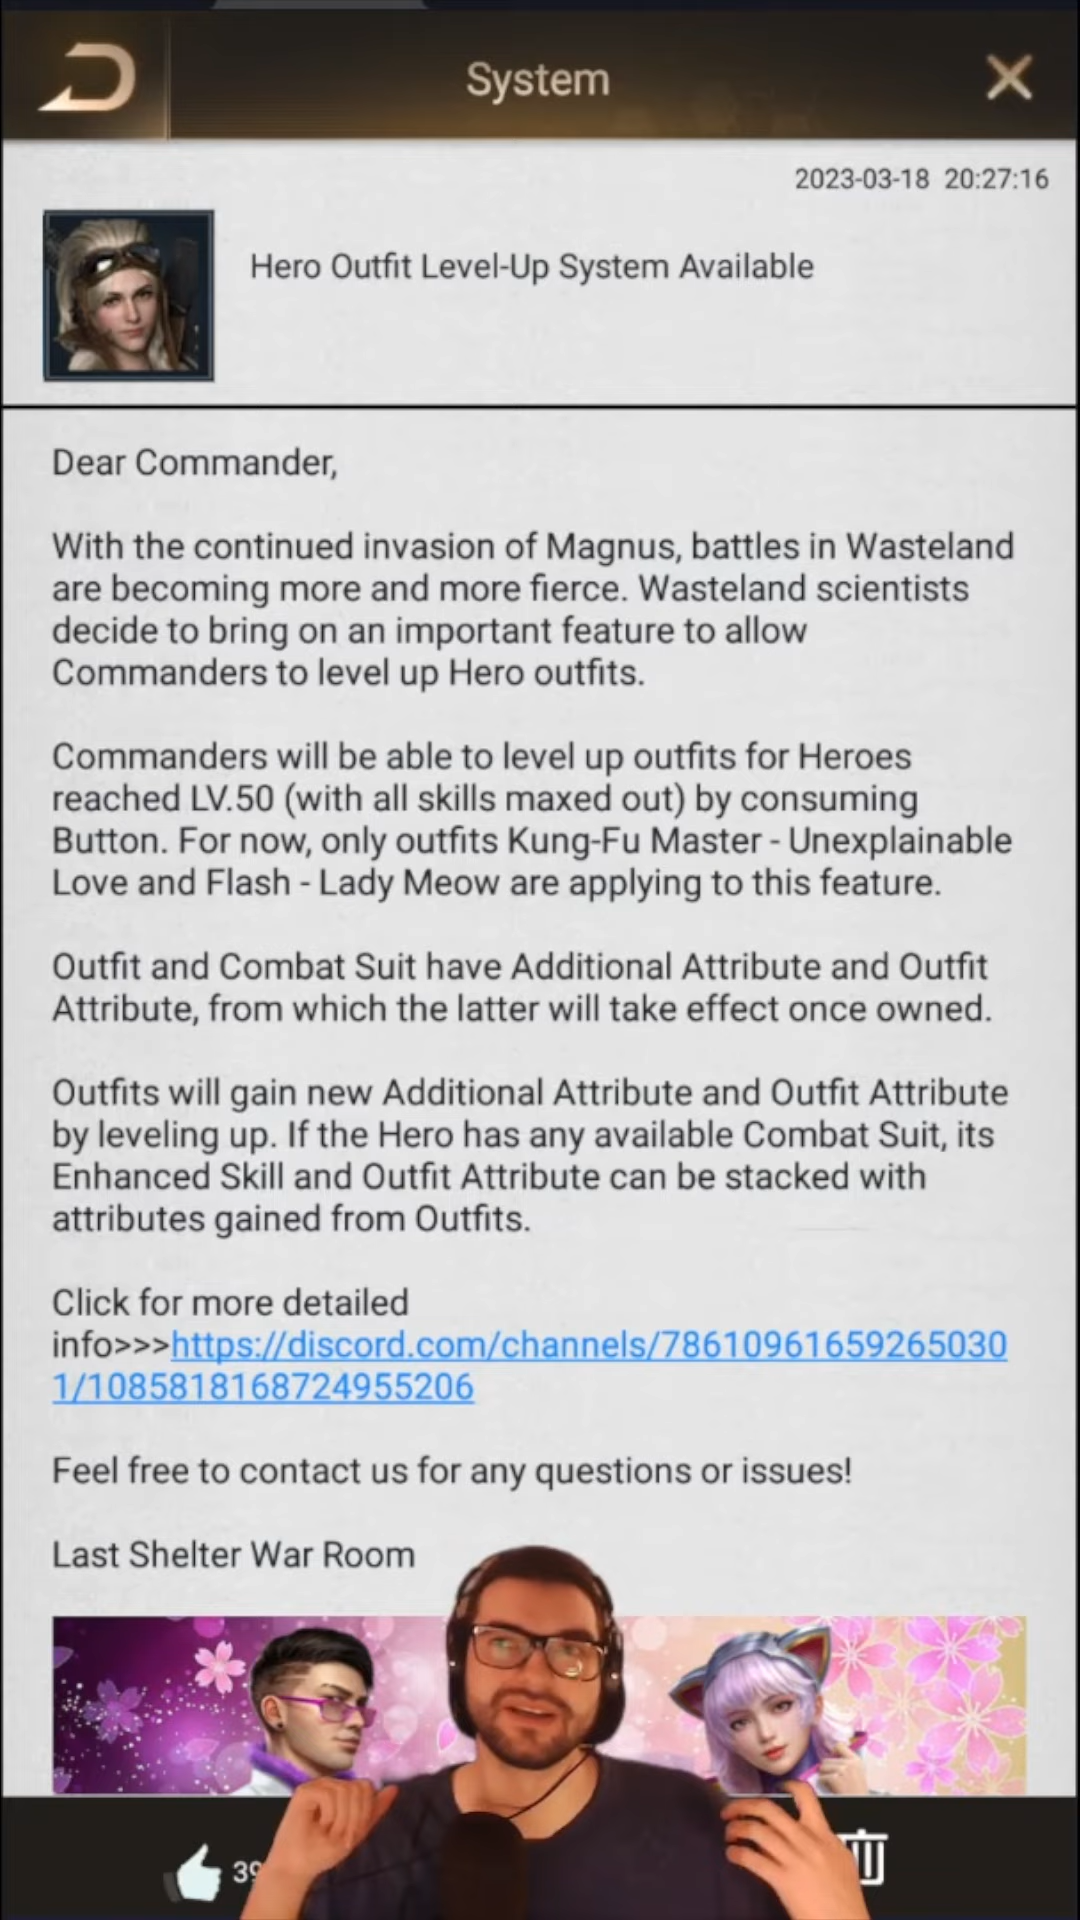 System
2023-03-18 20:27:16
Hero Outfit Level-Up System Available
Dear Commander,
With the continued invasion of Magnus, battles in Wasteland
are becoming more and more fierce. Wasteland scientists
decide to bring on an important feature to allow
Commanders to level up Hero outfits.
Commanders will be able to level up outfits for Heroes
reached LV.50 (with all skills maxed out) by consuming
Button. For now, only outfits Kung-Fu Master - Unexplainable
Love and Flash - Lady Meow are applying to this feature.
Outfit and Combat Suit have Additional Attribute and Outfit
Attribute, from which the latter will take effect once owned.
Outfits will gain new Additional Attribute and Outfit Attribute
by leveling up. If the Hero has any available Combat Suit, its
Enhanced Skill and Outfit Attribute can be stacked with
attributes gained from Outfits.
Click for more detailed
info>>>https://discord.com/channels/78610961659265030
1/1085818168724955206
Feel free to contact us for any questions or issues!
Last Shelter War Room